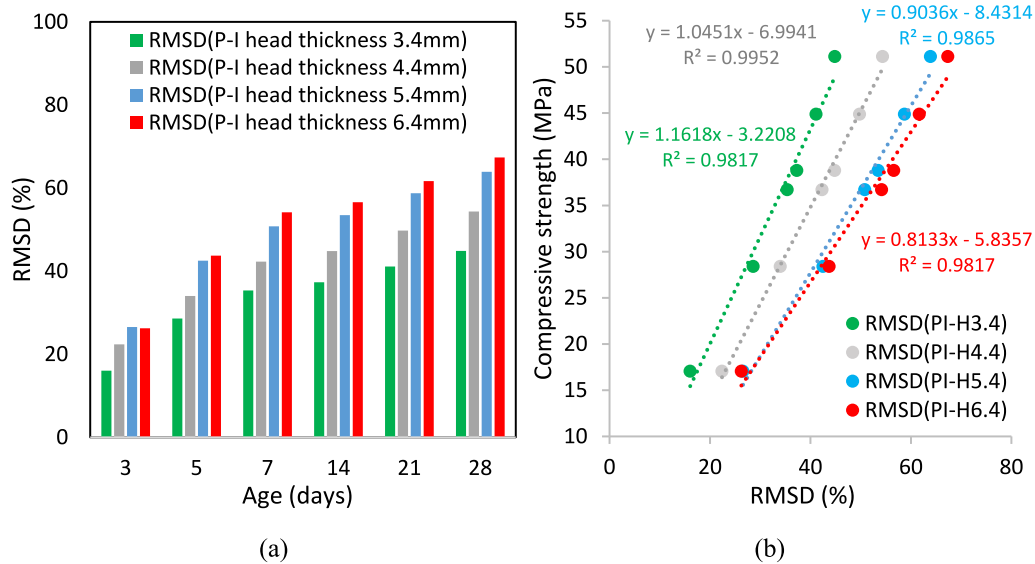 100
80
60
40
20
0
RMSD (%)
RMSD(P-I head thickness 3.4mm)
RMSD(P-I head thickness 4.4mm)
RMSD(P-I head thickness 5.4mm)
RMSD(P-I head thickness 6.4mm)
3 5 7 14 21 28
Age (days)
(a)
55
50
45
40
35
30
25
20
15
10
Compressive strength (MPa)
y = 1.0451x - 6.9941
R² = 0.9952
y = 0.9036x - 8.4314
R² = 0.9865
y = 1.1618x - 3.2208
R² = 0.9817
y = 0.8133x - 5.8357
R² = 0.9817
RMSD(PI-H3.4)
RMSD(PI-H4.4)
RMSD(PI-H5.4)
RMSD(PI-H6.4)
0 20 40 60 80
RMSD (%)
(b)